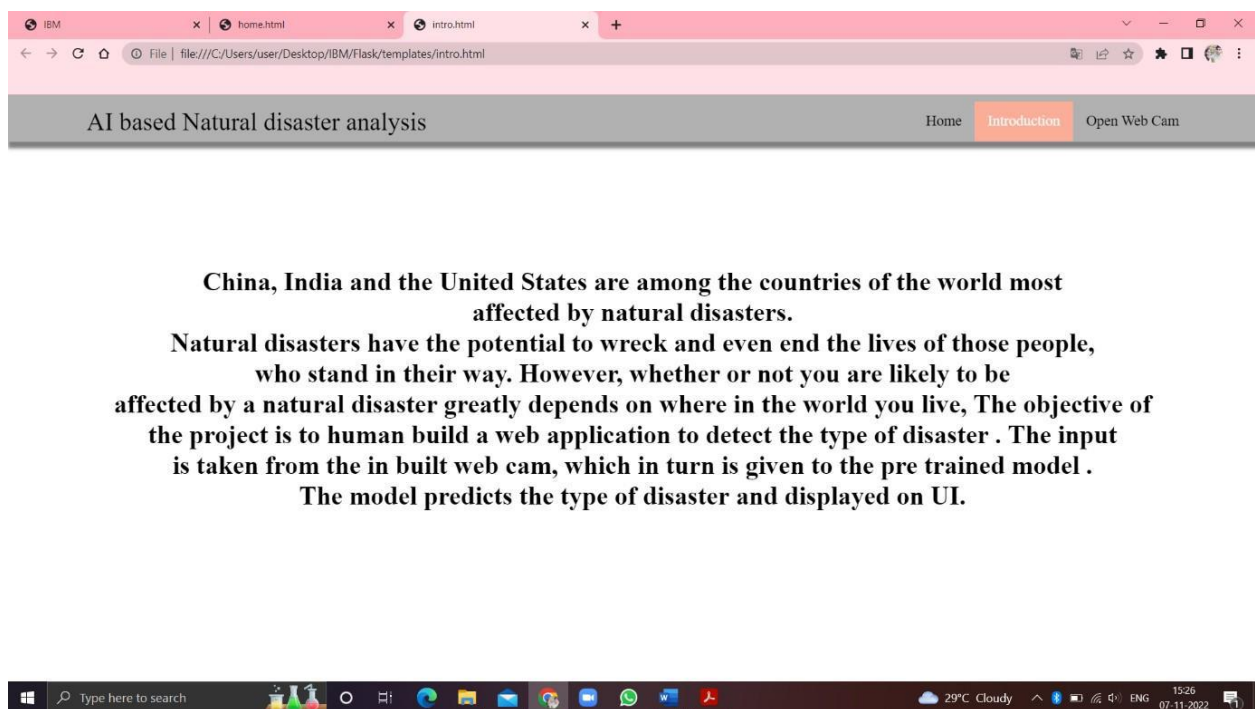 IBM
home.html
intro.html
File | file:///C:/Users/user/Desktop/IBM/Flask/templates/intro.html
AI based Natural disaster analysis
Home
Introduction
Open Web Cam
China, India and the United States are among the countries of the world most
affected by natural disasters.
Natural disasters have the potential to wreck and even end the lives of those people,
who stand in their way. However, whether or not you are likely to be
affected by a natural disaster greatly depends on where in the world you live, The objective of
the project is to human build a web application to detect the type of disaster . The input
is taken from the in built web cam, which in turn is given to the pre trained model .
The model predicts the type of disaster and displayed on UI.
Type here to search
29°C Cloudy
ENG
15:26
07-11-2022